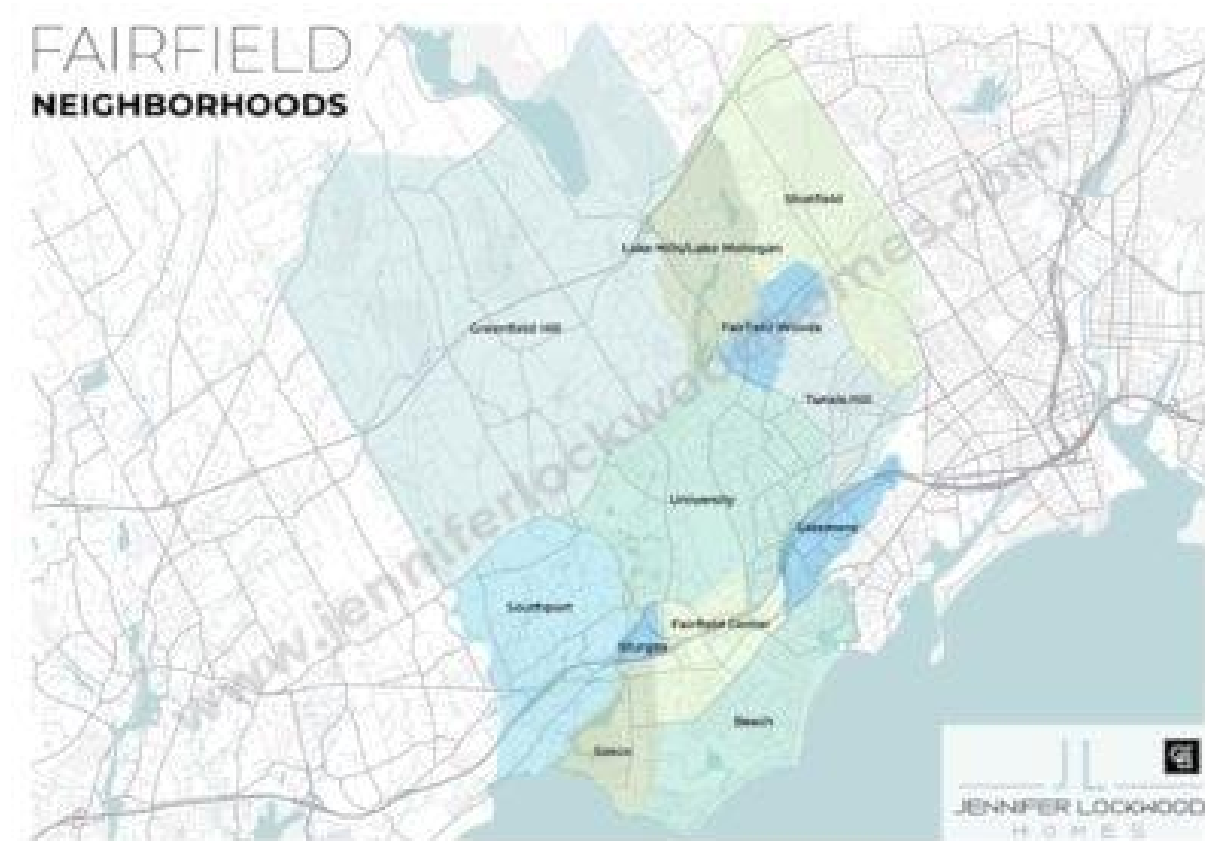 FAIRFIELD
NEIGHBORHOODS
Stratfield
Lake Hills/Lake Mohegan
Greenfield Hill
Fairfield Woods
Tunxis Hill
University
Grasmere
Southport
Fairfield Center
Sturges
Beach
Sasco
www.jenniferlockwoodhomes.com
JL
JENNIFER LOCKWOOD
HOMES